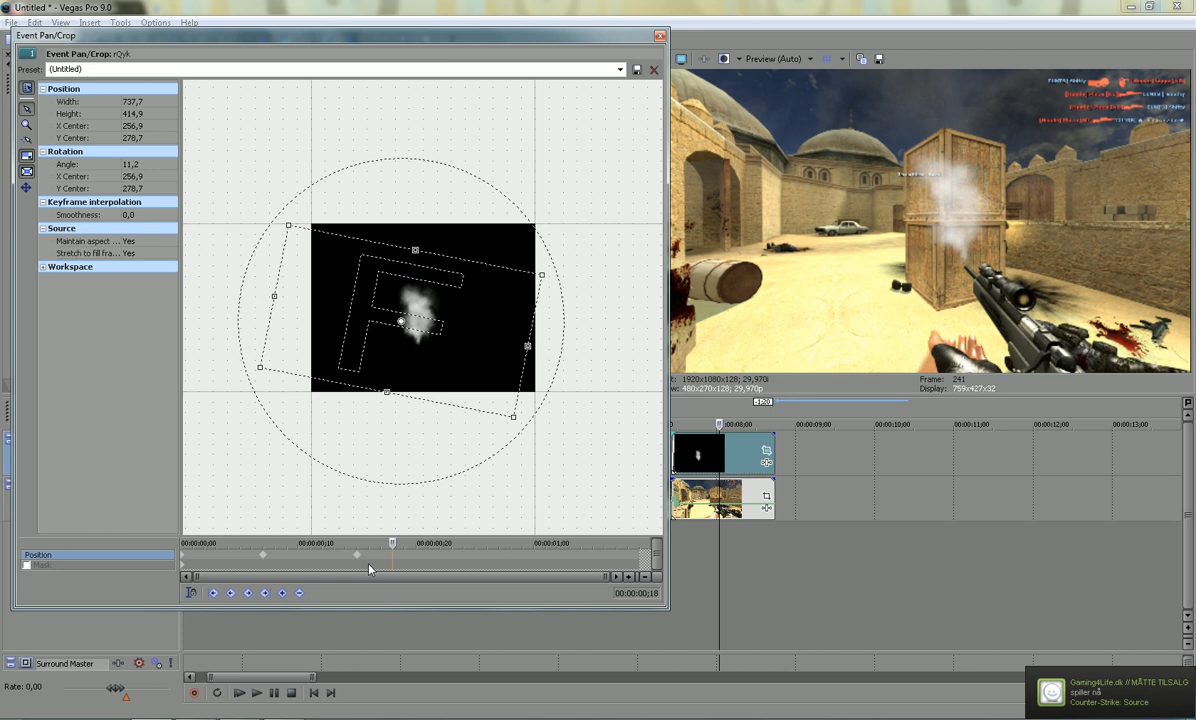 Untitled * - Vegas Pro 9.0
File Edit View Insert Tools Options Help
Event Pan/Crop
1 Event Pan/Crop: rQyk
Preset: (Untitled)
Position
Width: 737,7
Height: 414,9
X Center: 256,9
Y Center: 278,7
Rotation
Angle: 11,2
X Center: 256,9
Y Center: 278,7
Keyframe interpolation
Smoothness: 0,0
Source
Maintain aspect ... Yes
Stretch to fill fra... Yes
Workspace
Position
Mask
00:00:00;00 00:00:00;10 00:00:00;20 00:00:01;00
00:00:00;18
Preview (Auto)
t: 1920x1080x128; 29,970i
w: 480x270x128; 29,970p
Frame: 241
Display: 759x427x32
-1:20
:00:08;00 00:00:09;00 00:00:10;00 00:00:11;00 00:00:12;00 00:00:13;00
Surround Master
Rate: 0,00
Gaming4Life.dk // MÅTTE TILSALG
spiller nå
Counter-Strike: Source